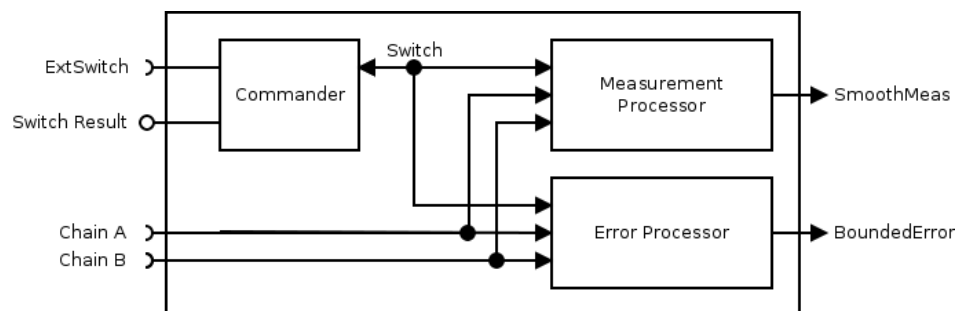 Switch
ExtSwitch
Commander
Measurement
Processor
SmoothMeas
Switch Result
Chain A
Error Processor
BoundedError
Chain B